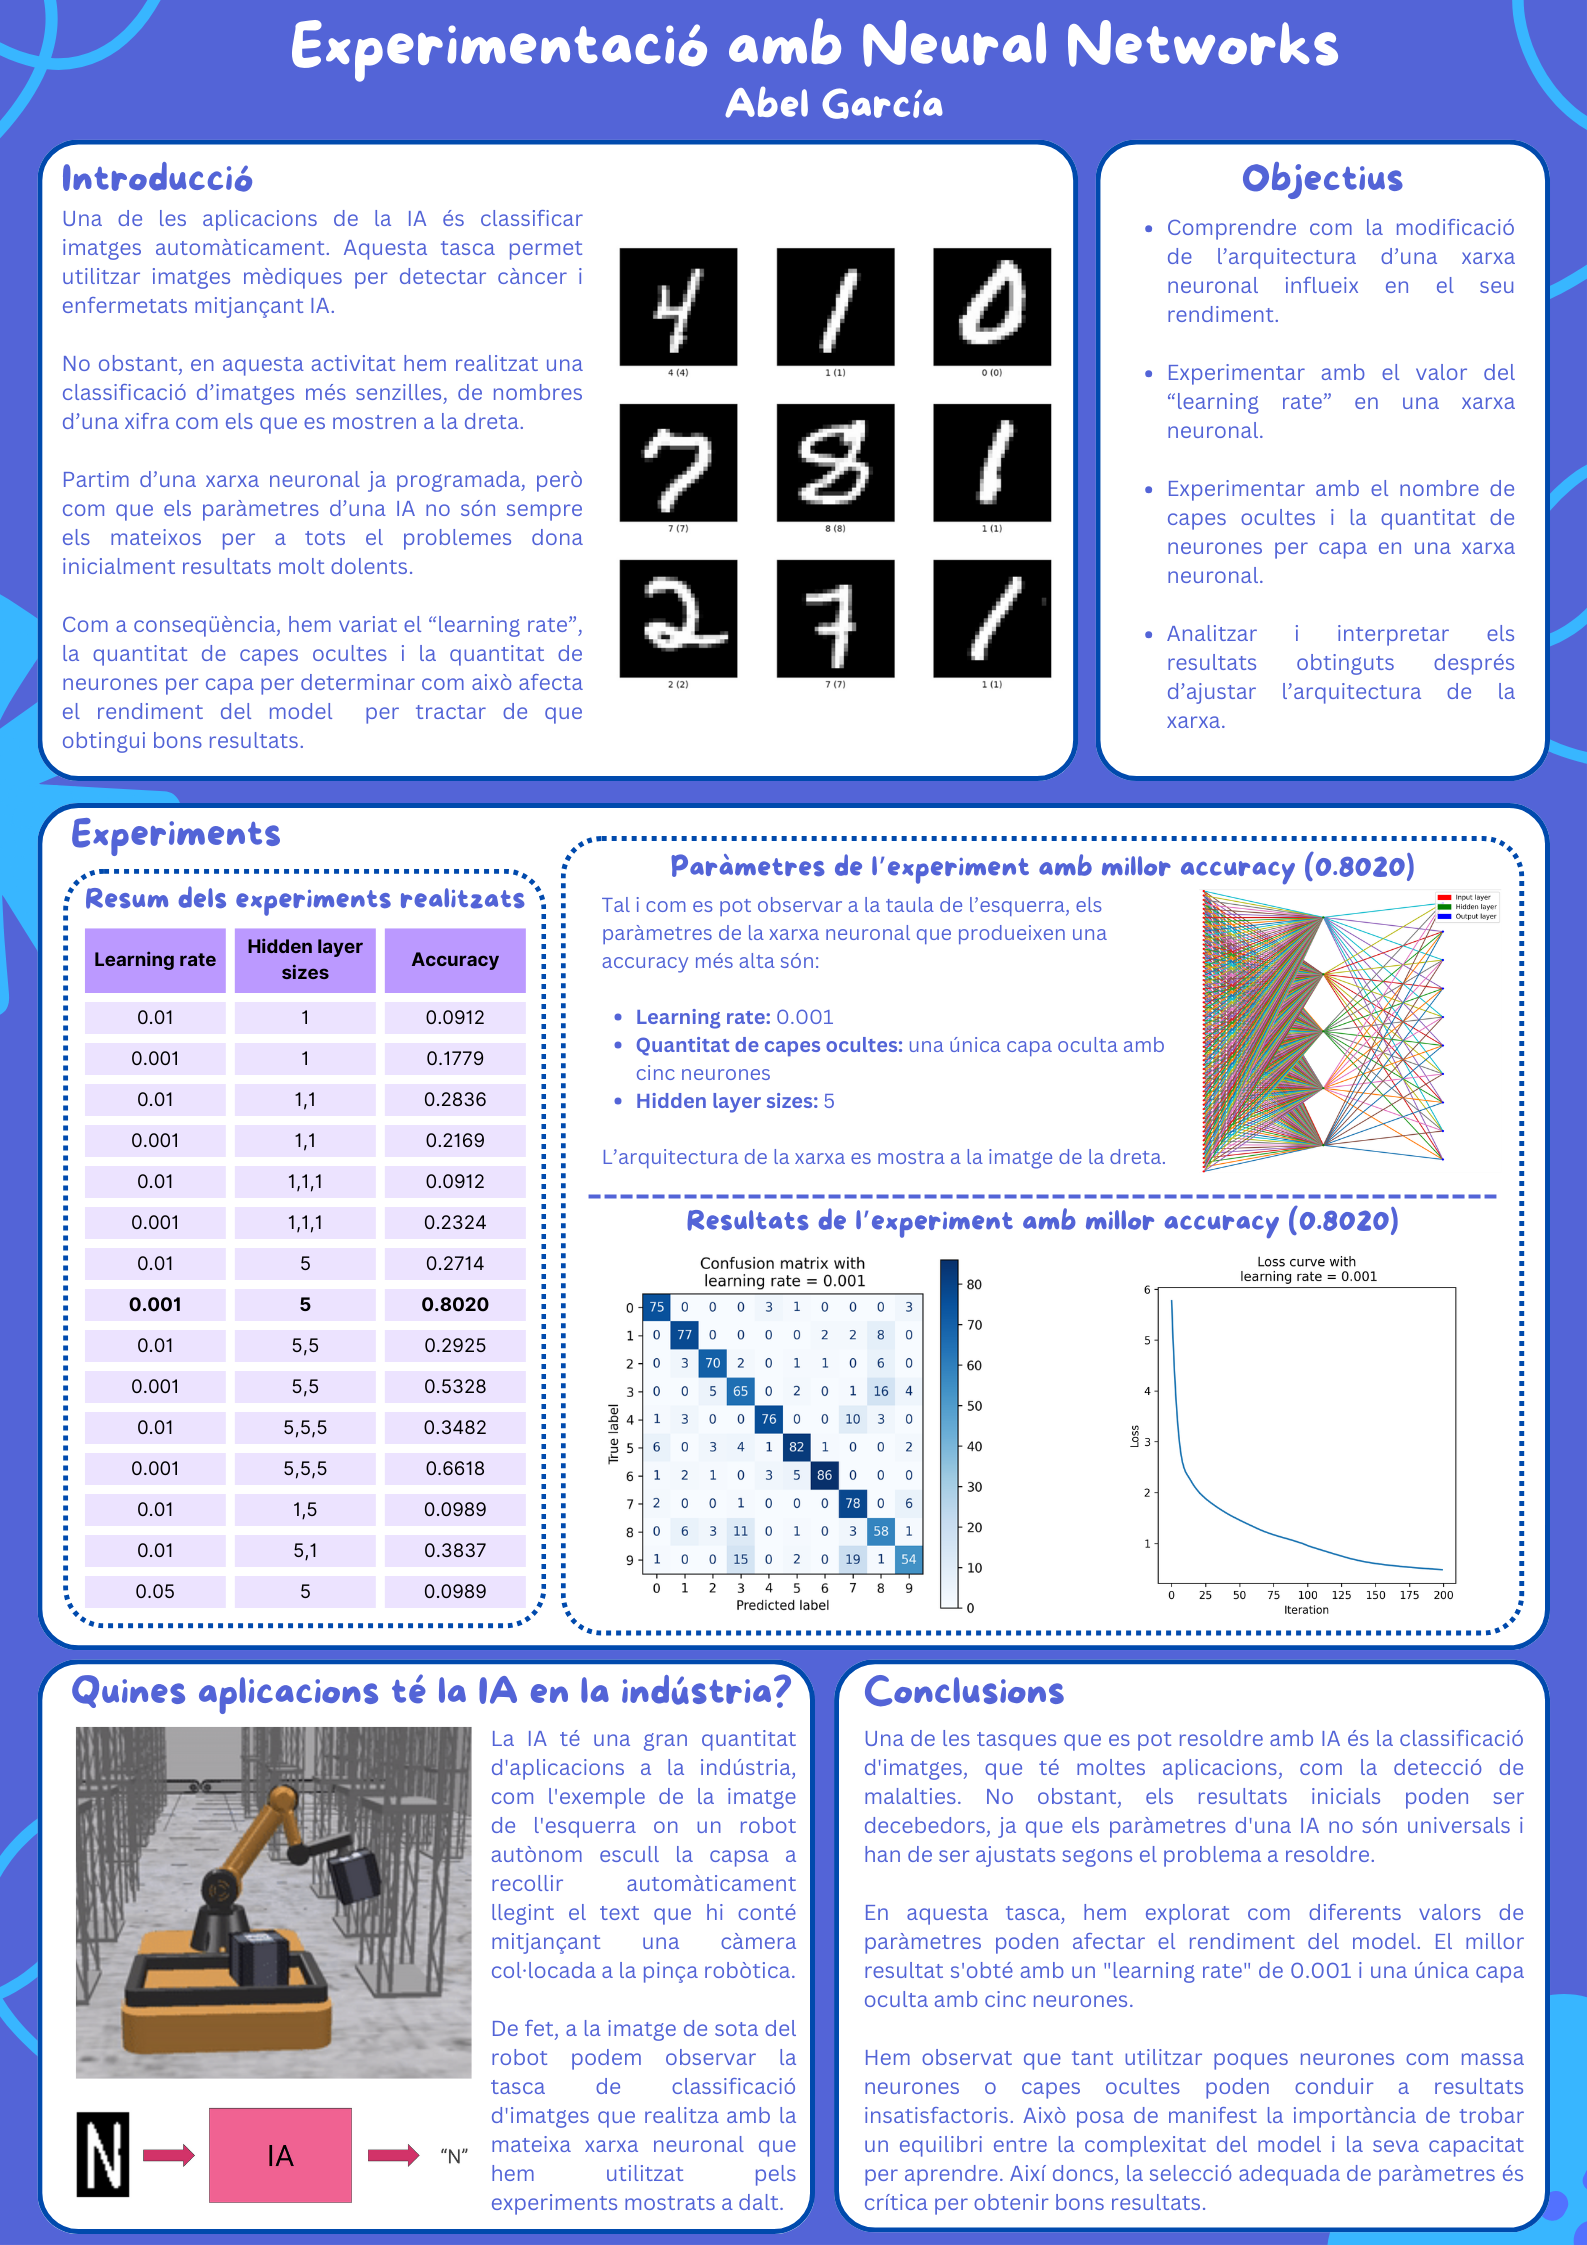 Experimentació amb Neural Networks
Abel García
Introducció
Una de les aplicacions de la IA és classificar
imatges automàticament. Aquesta tasca permet
utilitzar imatges mèdiques per detectar càncer i
enfermetats mitjançant IA.
No obstant, en aquesta activitat hem realitzat una
classificació d’imatges més senzilles, de nombres
d’una xifra com els que es mostren a la dreta.
Partim d’una xarxa neuronal ja programada, però
com que els paràmetres d’una IA no són sempre
els mateixos per a tots el problemes dona
inicialment resultats molt dolents.
Com a conseqüència, hem variat el “learning rate”,
la quantitat de capes ocultes i la quantitat de
neurones per capa per determinar com això afecta
el rendiment del model per tractar de que
obtingui bons resultats.
4 1 0
4 (4) 1 (1) 0 (0)
7 8 1
7 (7) 8 (8) 1 (1)
2 7 1
2 (2) 7 (7) 1 (1)
Objectius
• Comprendre com la modificació
de l’arquitectura d’una xarxa
neuronal influeix en el seu
rendiment.
• Experimentar amb el valor del
“learning rate” en una xarxa
neuronal.
• Experimentar amb el nombre de
capes ocultes i la quantitat de
neurones per capa en una xarxa
neuronal.
• Analitzar i interpretar els
resultats obtinguts després
d’ajustar l’arquitectura de la
xarxa.
Experiments
Resum dels experiments realitzats
Learning rate Hidden layer sizes Accuracy
0.01 1 0.0912
0.001 1 0.1779
0.01 1,1 0.2836
0.001 1,1 0.2169
0.01 1,1,1 0.0912
0.001 1,1,1 0.2324
0.01 5 0.2714
0.001 5 0.8020
0.01 5,5 0.2925
0.001 5,5 0.5328
0.01 5,5,5 0.3482
0.001 5,5,5 0.6618
0.01 1,5 0.0989
0.01 5,1 0.3837
0.05 5 0.0989
Paràmetres de l’experiment amb millor accuracy (0.8020)
Tal i com es pot observar a la taula de l’esquerra, els
paràmetres de la xarxa neuronal que produeixen una
accuracy més alta són:
• Learning rate: 0.001
• Quantitat de capes ocultes: una única capa oculta amb
cinc neurones
• Hidden layer sizes: 5
L’arquitectura de la xarxa es mostra a la imatge de la dreta.
Input layer
Hidden layer
Output layer
Resultats de l’experiment amb millor accuracy (0.8020)
Confusion matrix with
learning rate = 0.001
True label
0 75 0 0 0 3 1 0 0 0 3
1 0 77 0 0 0 0 2 2 8 0
2 0 3 70 2 0 1 1 0 6 0
3 0 0 5 65 0 2 0 1 16 4
4 1 3 0 0 76 0 0 10 3 0
5 6 0 3 4 1 82 1 0 0 2
6 1 2 1 0 3 5 86 0 0 0
7 2 0 0 1 0 0 0 78 0 6
8 0 6 3 11 0 1 0 3 58 1
9 1 0 0 15 0 2 0 19 1 54
0 1 2 3 4 5 6 7 8 9
Predicted label
80
70
60
50
40
30
20
10
0
Loss curve with
learning rate = 0.001
Loss
6
5
4
3
2
1
0 25 50 75 100 125 150 175 200
Iteration
Quines aplicacions té la IA en la indústria?
La IA té una gran quantitat
d'aplicacions a la indústria,
com l'exemple de la imatge
de l'esquerra on un robot
autònom escull la capsa a
recollir automàticament
llegint el text que hi conté
mitjançant una càmera
col·locada a la pinça robòtica.
De fet, a la imatge de sota del
robot podem observar la
tasca de classificació
d'imatges que realitza amb la
mateixa xarxa neuronal que
hem utilitzat pels
experiments mostrats a dalt.
N IA “N”
Conclusions
Una de les tasques que es pot resoldre amb IA és la classificació
d'imatges, que té moltes aplicacions, com la detecció de
malalties. No obstant, els resultats inicials poden ser
decebedors, ja que els paràmetres d'una IA no són universals i
han de ser ajustats segons el problema a resoldre.
En aquesta tasca, hem explorat com diferents valors de
paràmetres poden afectar el rendiment del model. El millor
resultat s'obté amb un "learning rate" de 0.001 i una única capa
oculta amb cinc neurones.
Hem observat que tant utilitzar poques neurones com massa
neurones o capes ocultes poden conduir a resultats
insatisfactoris. Això posa de manifest la importància de trobar
un equilibri entre la complexitat del model i la seva capacitat
per aprendre. Així doncs, la selecció adequada de paràmetres és
crítica per obtenir bons resultats.